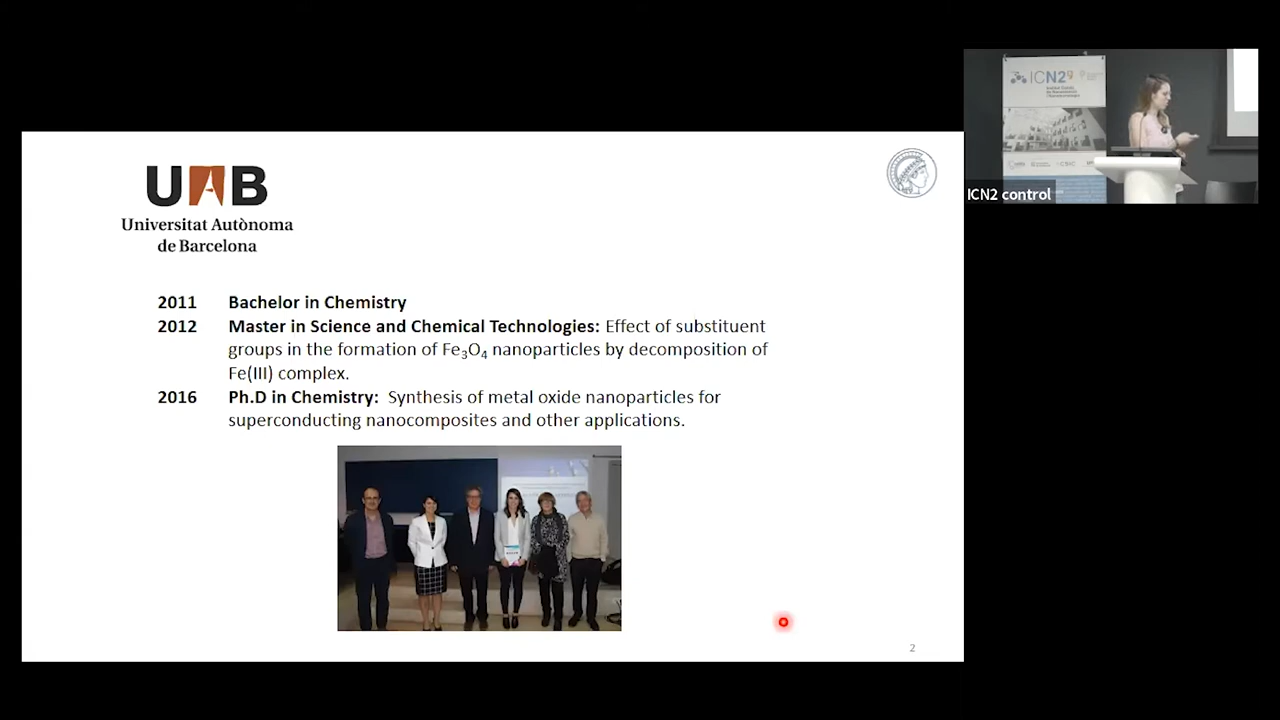 UAB
Universitat Autònoma
de Barcelona
2011 Bachelor in Chemistry
2012 Master in Science and Chemical Technologies: Effect of substituent
groups in the formation of Fe₃O₄ nanoparticles by decomposition of
Fe(III) complex.
2016 Ph.D in Chemistry: Synthesis of metal oxide nanoparticles for
superconducting nanocomposites and other applications.
2
ICN2
ICN2 control